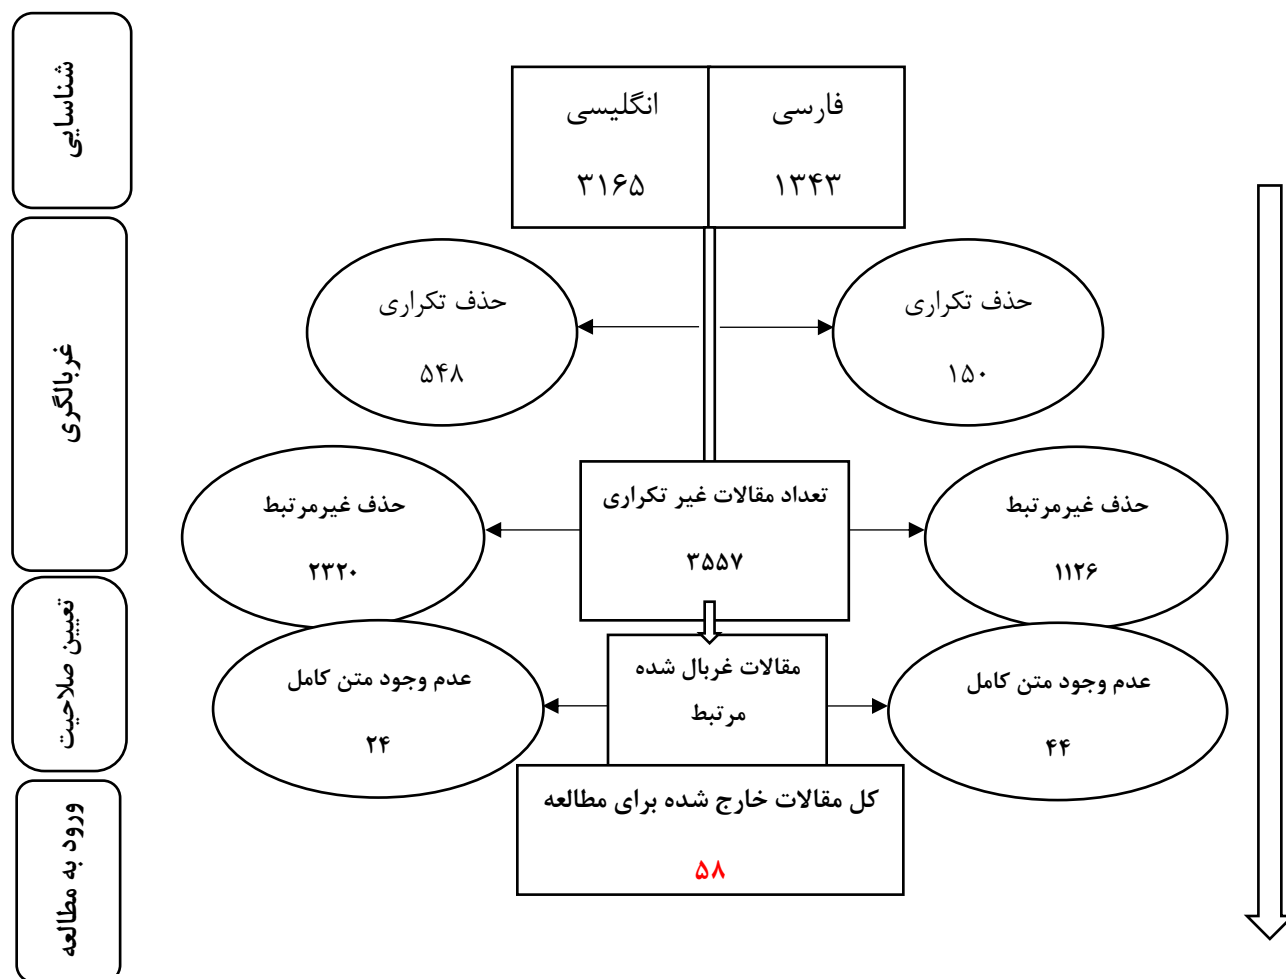 شناسایی
فارسی
۱۳۴۳
انگلیسی
۳۱۶۵
غربالگری
حذف تکراری
۱۵۰
حذف تکراری
۵۴۸
تعداد مقالات غیر تکراری
۳۵۵۷
حذف غیرمرتبط
۱۱۲۶
حذف غیرمرتبط
۲۳۲۰
تعیین صلاحیت
مقالات غربال شده
مرتبط
عدم وجود متن کامل
۴۴
عدم وجود متن کامل
۲۴
ورود به مطالعه
کل مقالات خارج شده برای مطالعه
۵۸